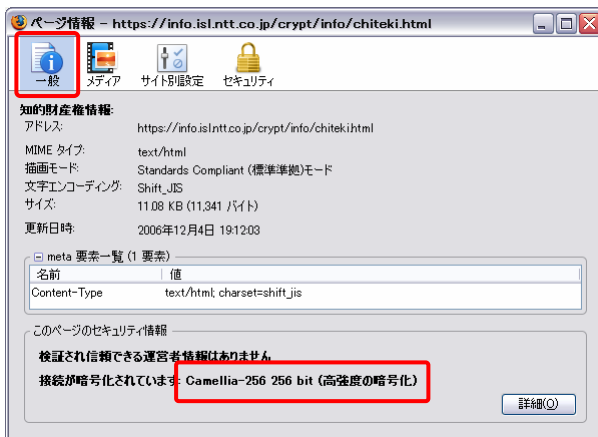 ページ情報 - https://info.isl.ntt.co.jp/crypt/info/chiteki.html
一般 メディア サイト別設定 セキュリティ
知的財産権情報:
アドレス: https://info.isl.ntt.co.jp/crypt/info/chiteki.html
MIME タイプ: text/html
描画モード: Standards Compliant (標準準拠)モード
文字エンコーディング: Shift_JIS
サイズ: 11.08 KB (11,341 バイト)
更新日時: 2006年12月4日 19:12:03
meta 要素一覧 (1 要素)
名前 値
Content-Type text/html; charset=shift_jis
このページのセキュリティ情報
検証され信頼できる運営者情報はありません
接続が暗号化されています: Camellia-256 256 bit (高強度の暗号化)
詳細(O)